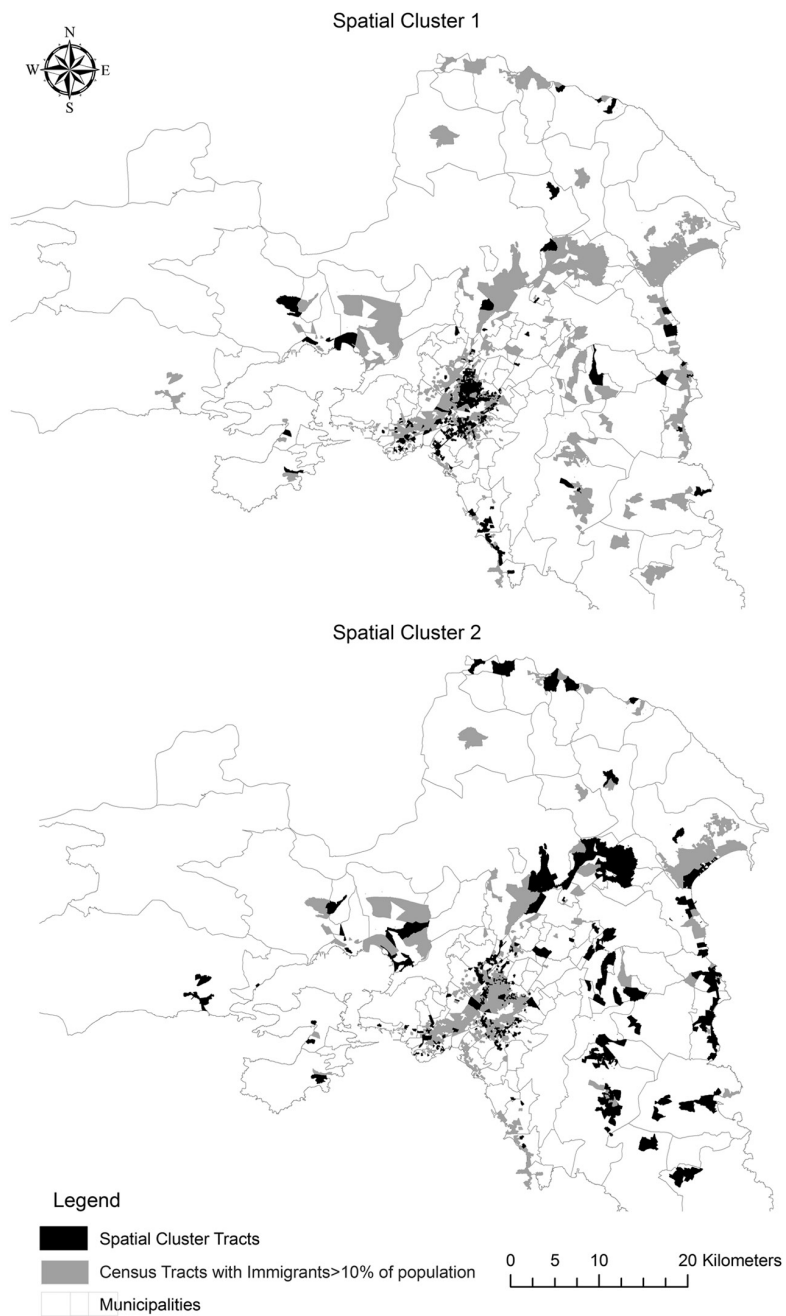 Spatial Cluster 1
N
W E
S
Spatial Cluster 2
Legend
Spatial Cluster Tracts
Census Tracts with Immigrants>10% of population
Municipalities
0 5 10 20 Kilometers